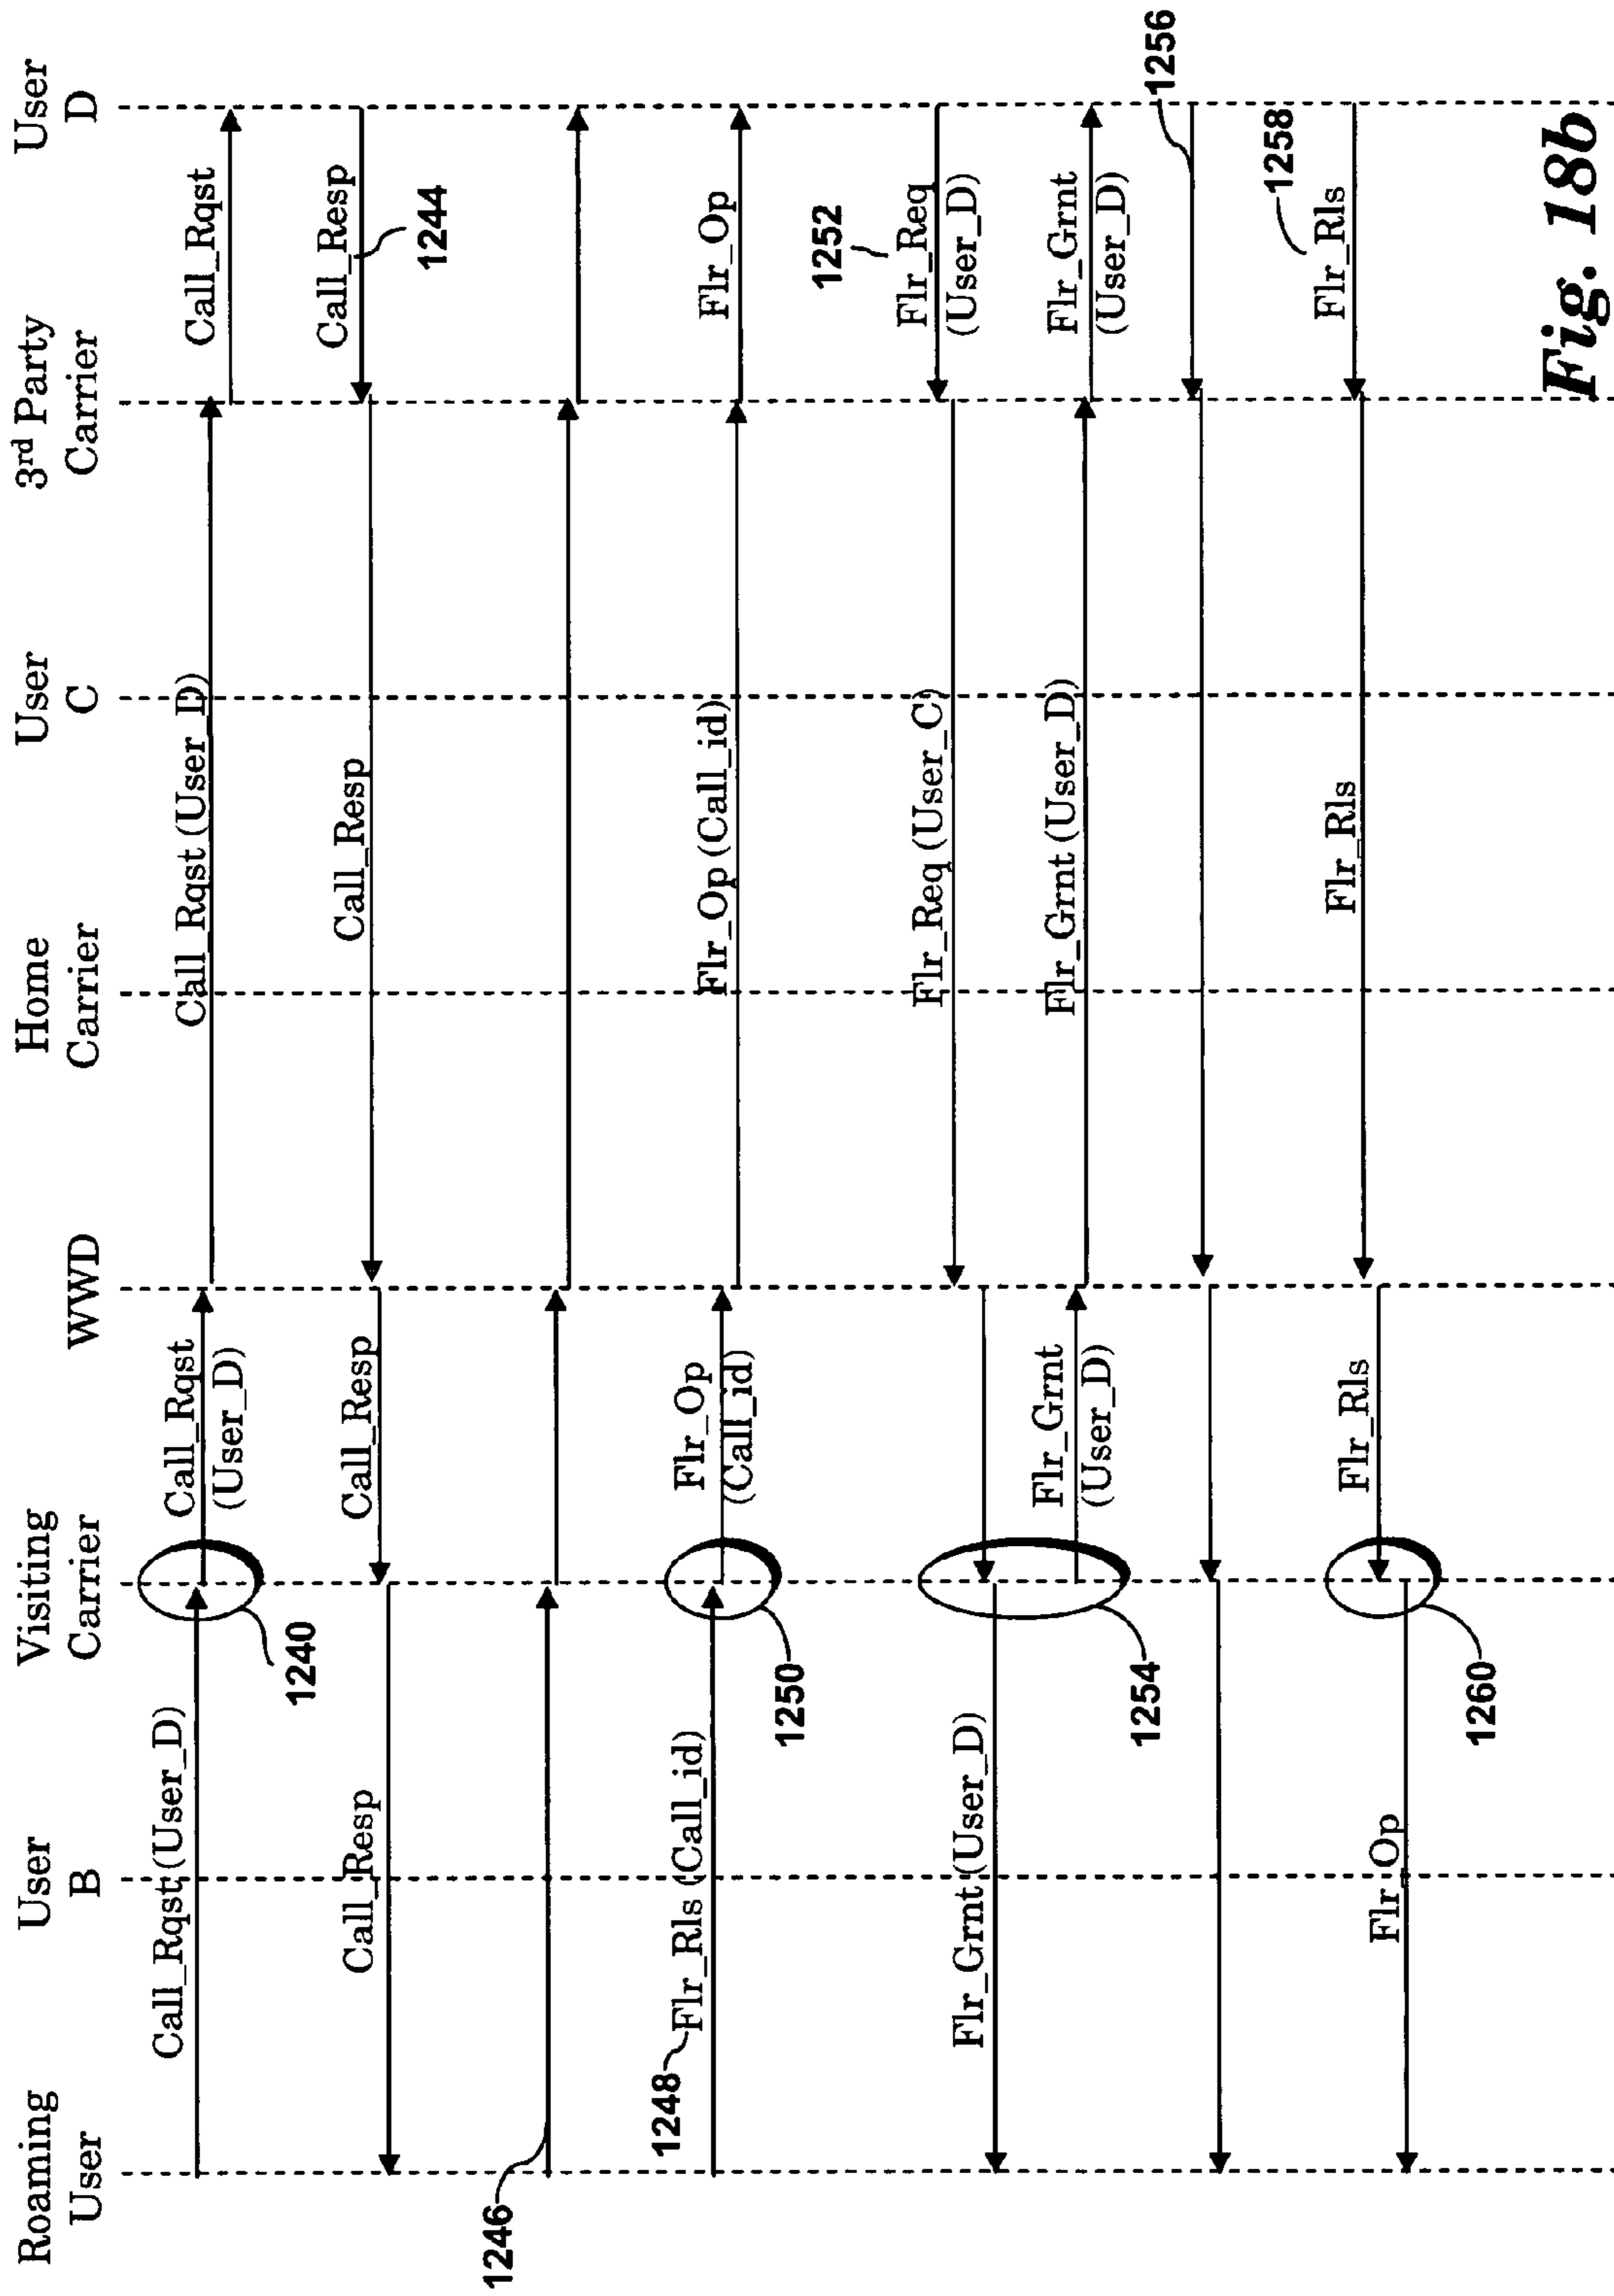 Roaming
User
User
B
Visiting
Carrier
WWD
Home
Carrier
User
C
3rd Party
Carrier
User
D
Call_Rqst (User_D)
1240
Call_Rqst
(User_D)
Call_Rqst (User_D)
Call_Rqst
Call_Resp
Call_Resp
Call_Resp
Call_Resp
1244
1246
1248
Flr_Rls (Call_id)
1250
Flr_Op
(Call_id)
Flr_Op (Call_id)
Flr_Op
1252
Flr_Grnt (User_D)
Flr_Req (User_C)
Flr_Req
(User_D)
1254
Flr_Grnt
(User_D)
Flr_Grnt (User_D)
Flr_Grnt
(User_D)
1256
1258
Flr_Op
1260
Flr_Rls
Flr_Rls
Flr_Rls
Fig. 18b